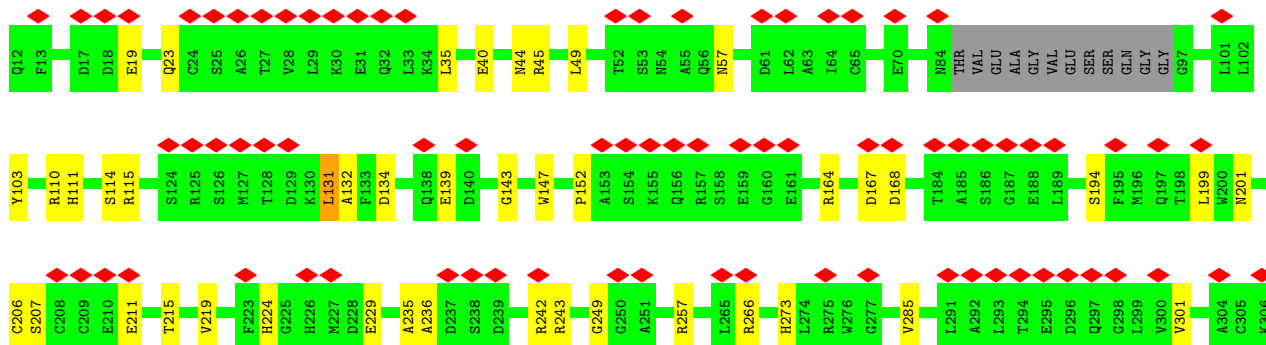 Q12 F13 D17 D18 E19 Q23 C24 S25 A26 T27 V28 L29 K30 E31 Q32 L33 K34 L35 E40 N44 R45 L49 T52 S53 N54 A55 Q56 N57 D61 L62 A63 I64 C65 E70 N84 THR VAL GLU ALA GLY VAL GLU SER SER GLN GLY GLY G97 L101 L102
Y103 R110 H111 S114 R115 S124 R125 S126 M127 T128 D129 K130 L131 A132 F133 D134 Q138 E139 D140 G143 W147 P152 A153 S154 K155 Q156 R157 S158 E159 G160 E161 R164 D167 D168 T184 A185 S186 G187 E188 L189 S194 F195 M196 Q197 T198 L199 W200 N201
C206 S207 C208 C209 E210 E211 T215 V219 F223 H224 G225 H226 M227 D228 E229 A235 A236 D237 S238 D239 R242 R243 G249 G250 A251 R257 L265 R266 H273 L274 R275 W276 G277 V285 L291 A292 L293 T294 E295 D296 Q297 G298 L299 V300 V301 A304 C305 K306